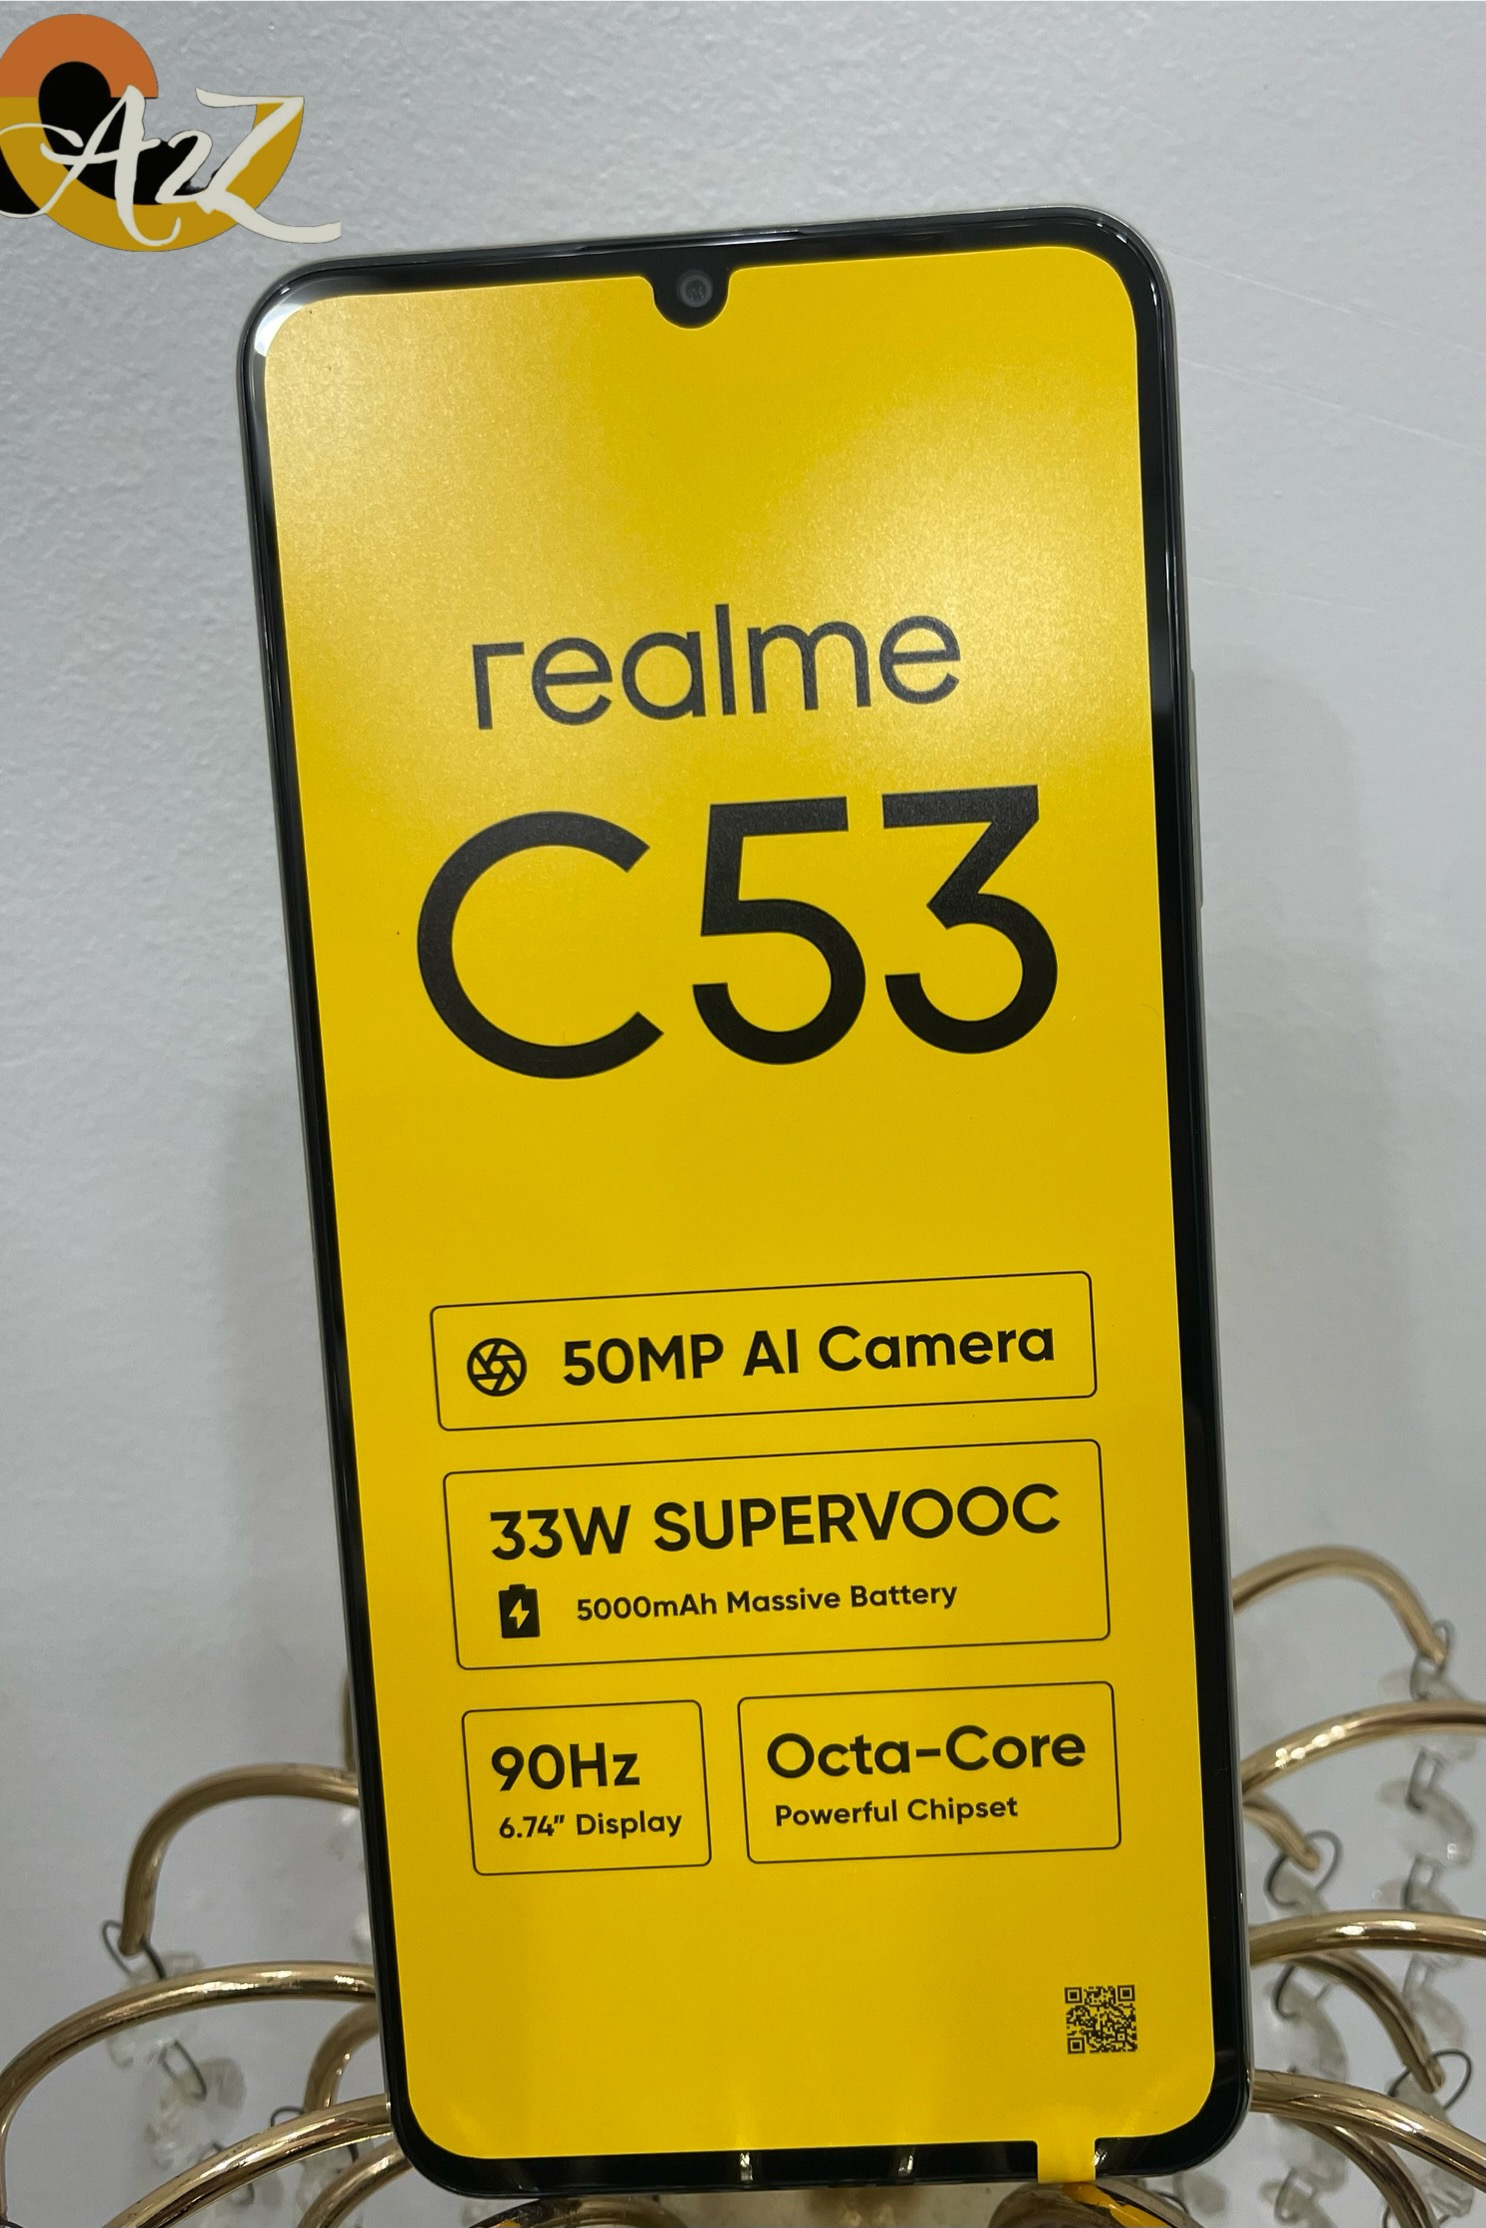 A2Z
realme
C53
50MP AI Camera
33W SUPERVOOC
5000mAh Massive Battery
90Hz
6.74" Display
Octa-Core
Powerful Chipset